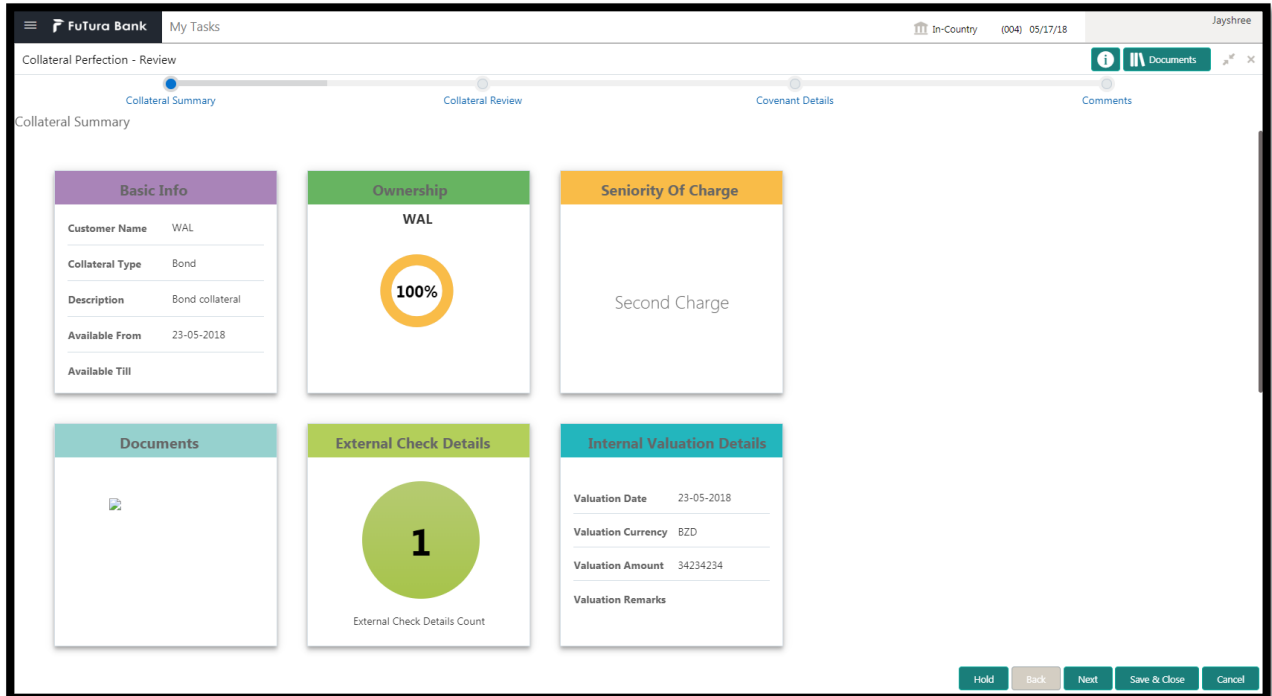 FuTura Bank My Tasks In-Country (004) 05/17/18 Jayshree
Collateral Perfection - Review i Documents
Collateral Summary Collateral Review Covenant Details Comments
Collateral Summary
Basic Info
Customer Name WAL
Collateral Type Bond
Description Bond collateral
Available From 23-05-2018
Available Till
Ownership
WAL
100%
Seniority Of Charge
Second Charge
Documents
External Check Details
1
External Check Details Count
Internal Valuation Details
Valuation Date 23-05-2018
Valuation Currency BZD
Valuation Amount 34234234
Valuation Remarks
Hold Back Next Save & Close Cancel